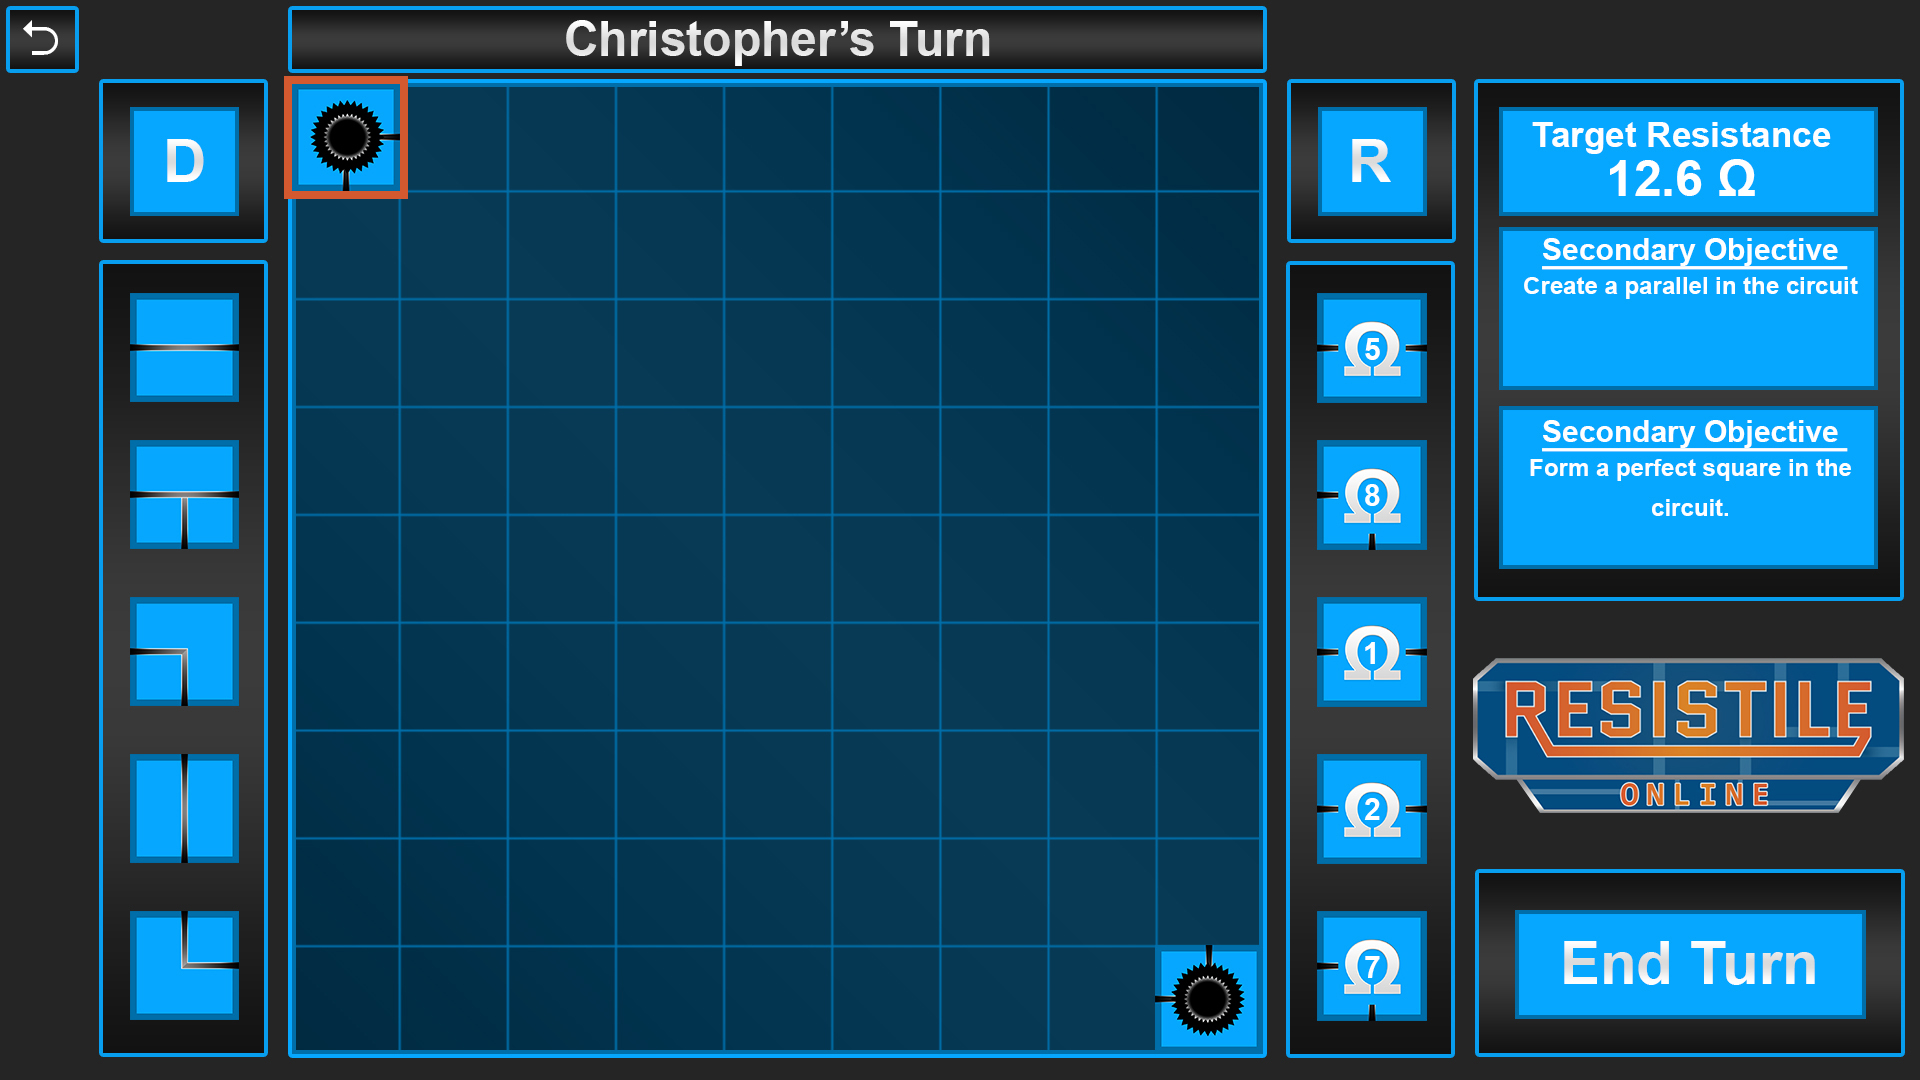 Christopher’s Turn
D
R
Target Resistance
12.6 Ω
Secondary Objective
Create a parallel in the circuit
Secondary Objective
Form a perfect square in the
circuit.
Ω 5
Ω 8
Ω 1
Ω 2
Ω 7
RESISTILE
ONLINE
End Turn